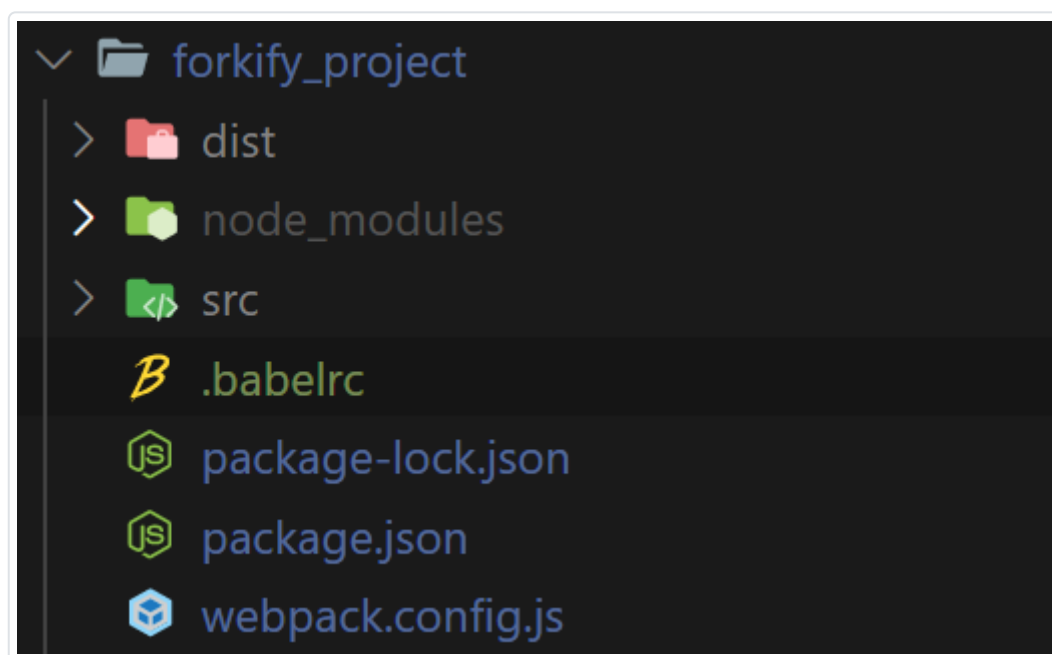 forkify_project
dist
node_modules
src
.babelrc
package-lock.json
package.json
webpack.config.js